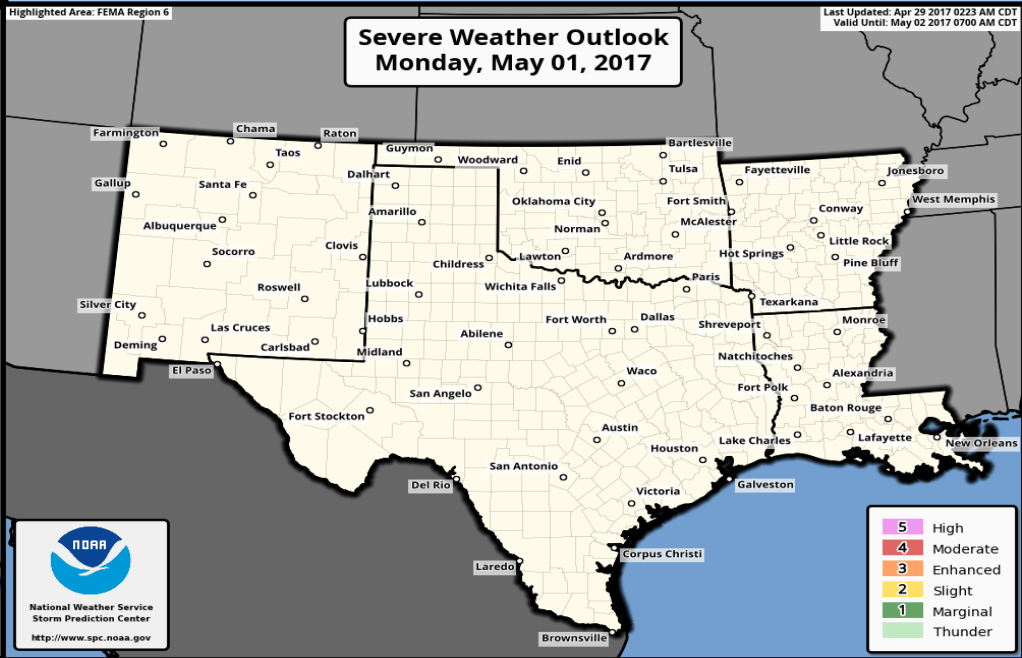 Highlighted Area: FEMA Region 6
Last Updated: Apr 29 2017 0223 AM CDT
Valid Until: May 02 2017 0700 AM CDT
Severe Weather Outlook
Monday, May 01, 2017
Farmington
Chama
Raton
Taos
Guymon
Woodward
Enid
Bartlesville
Tulsa
Fayetteville
Jonesboro
Gallup
Santa Fe
Dalhart
Oklahoma City
Fort Smith
West Memphis
Albuquerque
Amarillo
Norman
McAlester
Conway
Socorro
Clovis
Childress
Lawton
Ardmore
Hot Springs
Little Rock
Pine Bluff
Roswell
Lubbock
Wichita Falls
Paris
Texarkana
Silver City
Las Cruces
Hobbs
Abilene
Fort Worth
Dallas
Shreveport
Monroe
Deming
Carlsbad
Midland
Natchitoches
El Paso
San Angelo
Waco
Fort Polk
Alexandria
Fort Stockton
Austin
Baton Rouge
Houston
Lake Charles
Lafayette
New Orleans
Del Rio
San Antonio
Victoria
Galveston
Laredo
Corpus Christi
Brownsville
NOAA
National Weather Service
Storm Prediction Center
http://www.spc.noaa.gov
5 High
4 Moderate
3 Enhanced
2 Slight
1 Marginal
Thunder